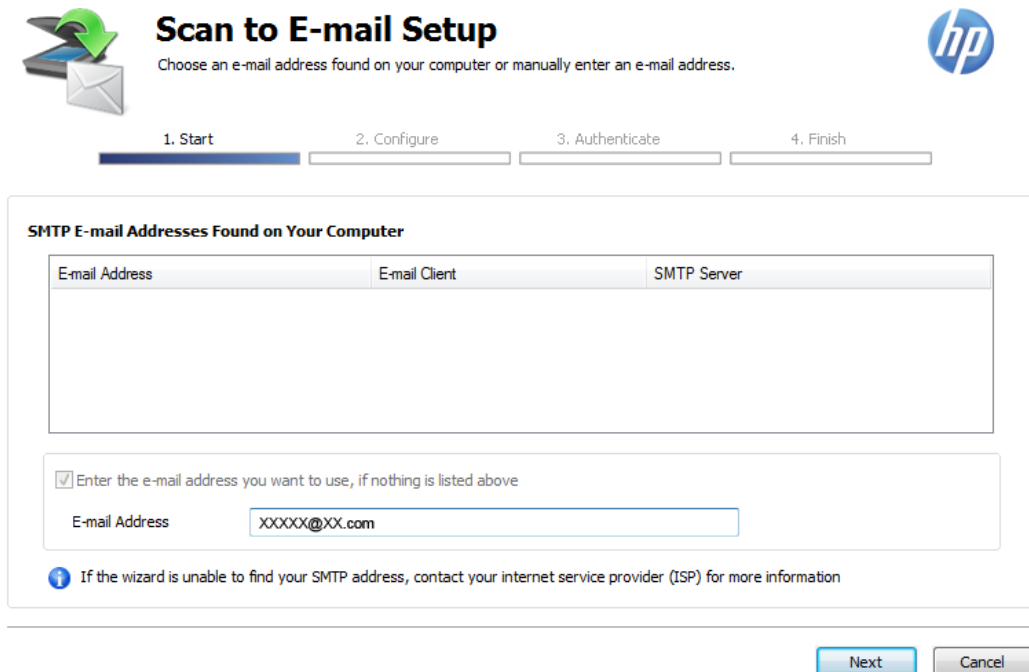 Scan to E-mail Setup
hp
Choose an e-mail address found on your computer or manually enter an e-mail address.
1. Start 2. Configure 3. Authenticate 4. Finish
SMTP E-mail Addresses Found on Your Computer
E-mail Address E-mail Client SMTP Server
Enter the e-mail address you want to use, if nothing is listed above
E-mail Address XXXXX@XX.com
If the wizard is unable to find your SMTP address, contact your internet service provider (ISP) for more information
Next Cancel